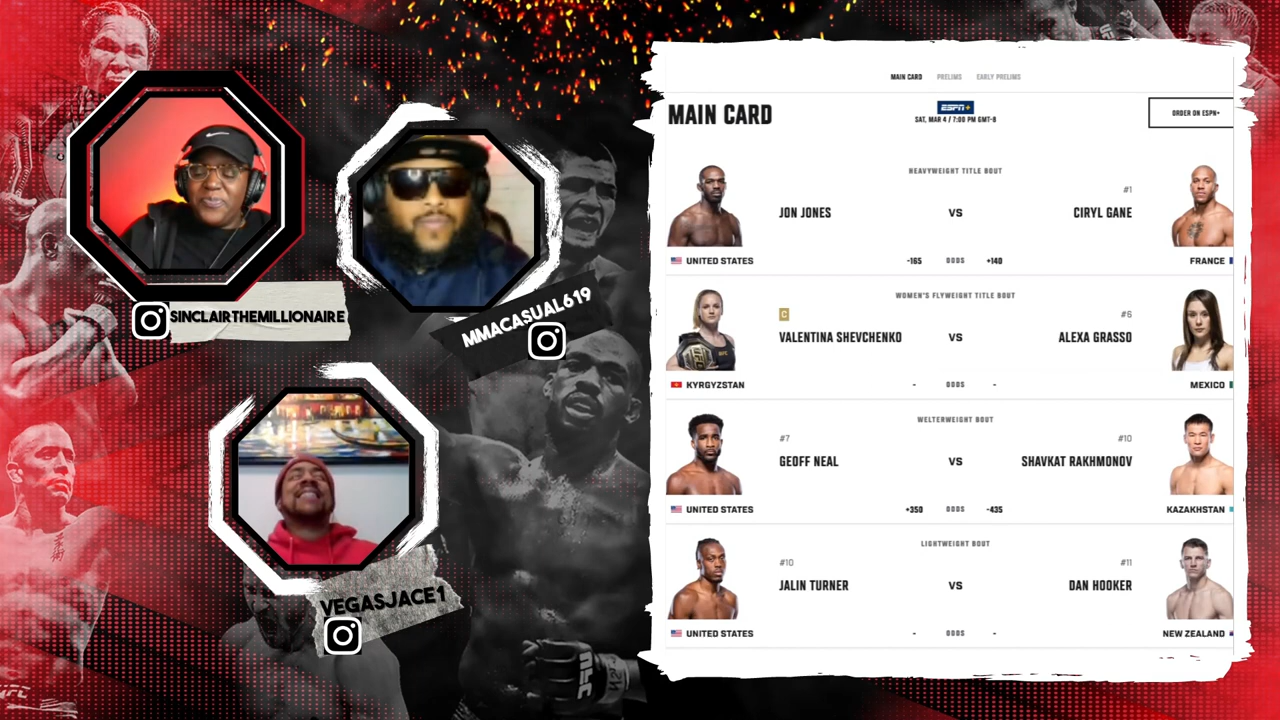 SINCLAIRTHEMILLIONAIRE
MMACASUAL619
VEGASJACE1
MAIN CARD PRELIMS EARLY PRELIMS
MAIN CARD
ESPN+
SAT, MAR 4 / 7:00 PM GMT-8
ORDER ON ESPN+
HEAVYWEIGHT TITLE BOUT
#1
JON JONES VS CIRYL GANE
UNITED STATES -165 ODDS +140 FRANCE
WOMEN'S FLYWEIGHT TITLE BOUT
C #6
VALENTINA SHEVCHENKO VS ALEXA GRASSO
KYRGYZSTAN - ODDS - MEXICO
WELTERWEIGHT BOUT
#7 #10
GEOFF NEAL VS SHAVKAT RAKHMONOV
UNITED STATES +350 ODDS -435 KAZAKHSTAN
LIGHTWEIGHT BOUT
#10 #11
JALIN TURNER VS DAN HOOKER
UNITED STATES - ODDS - NEW ZEALAND
UFC
UFC